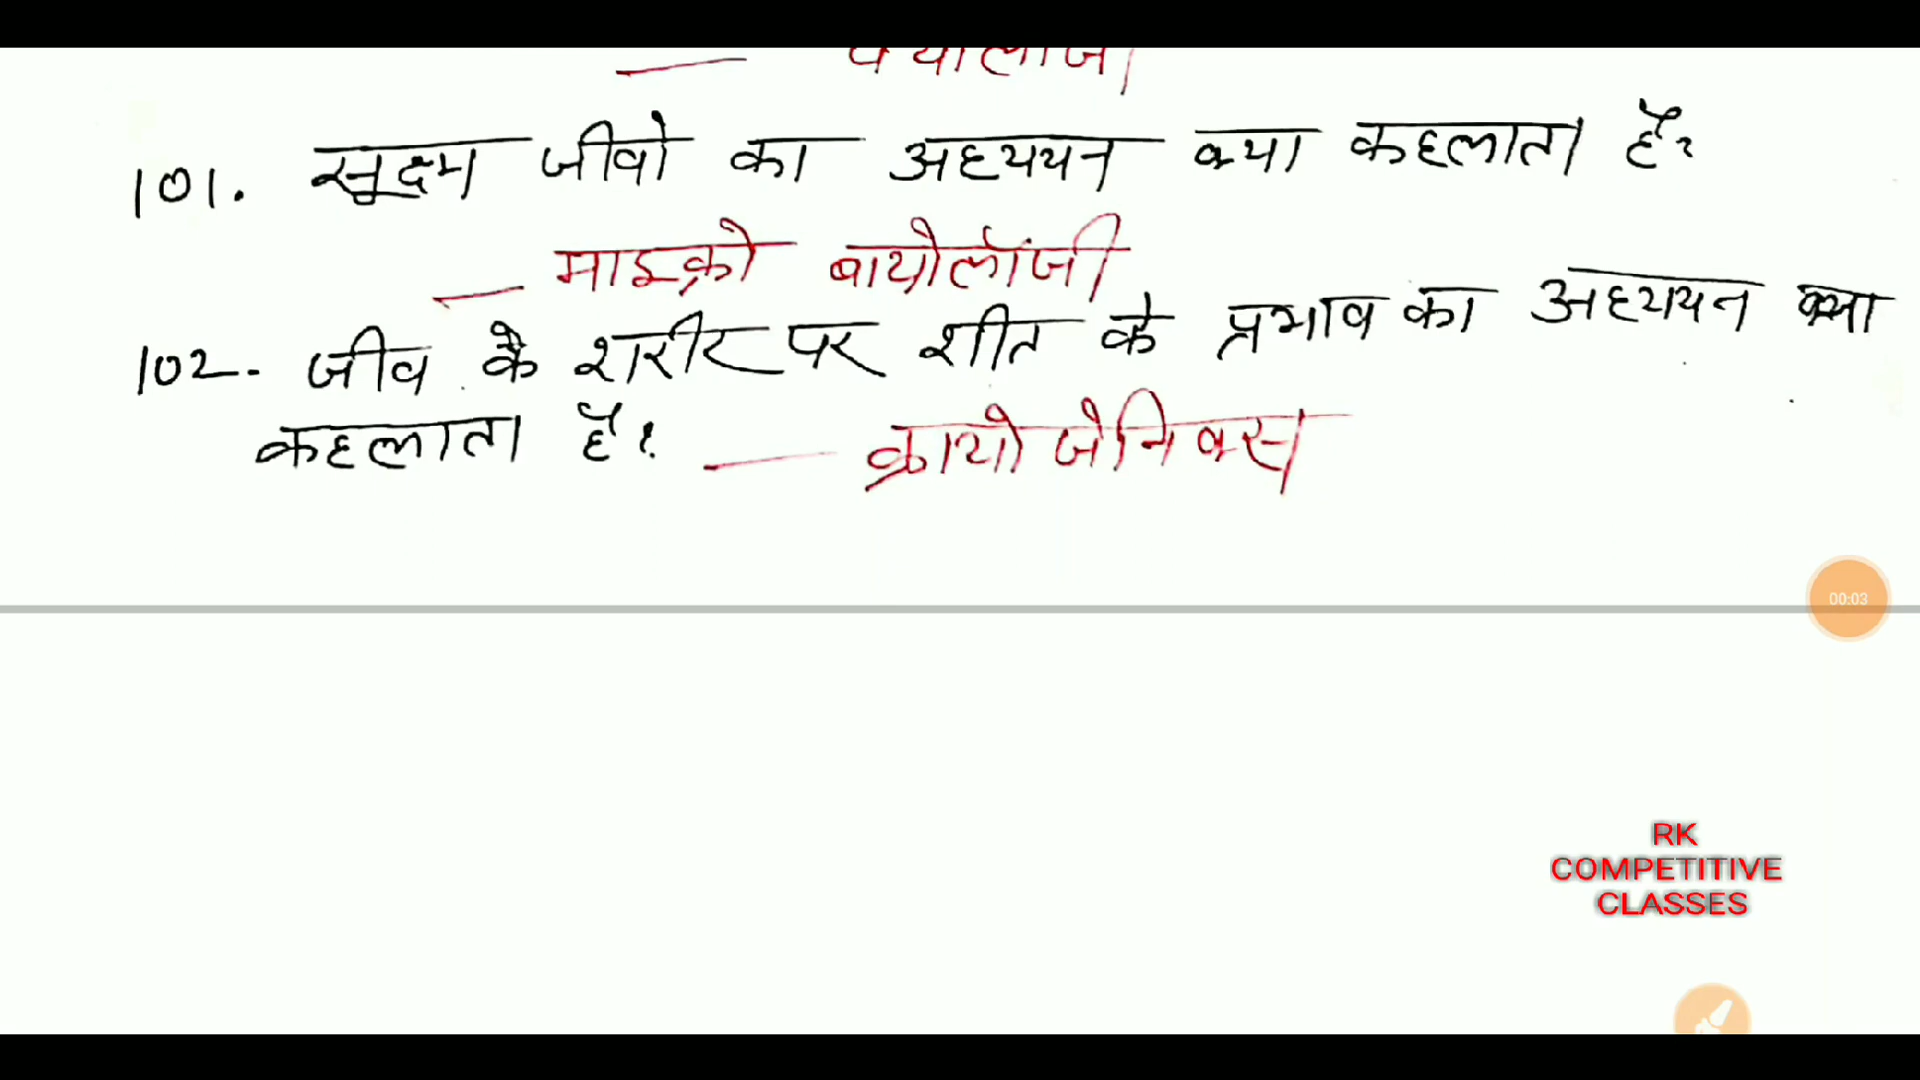 101. सूक्ष्म जीवो का अध्ययन क्या कहलाता है?
— माइक्रो बायोलॉजी
102. जीव के शरीर पर शीत के प्रभाव का अध्ययन क्या
कहलाता है? — क्रायोजेनिक्स
00:03
RK
COMPETITIVE
CLASSES